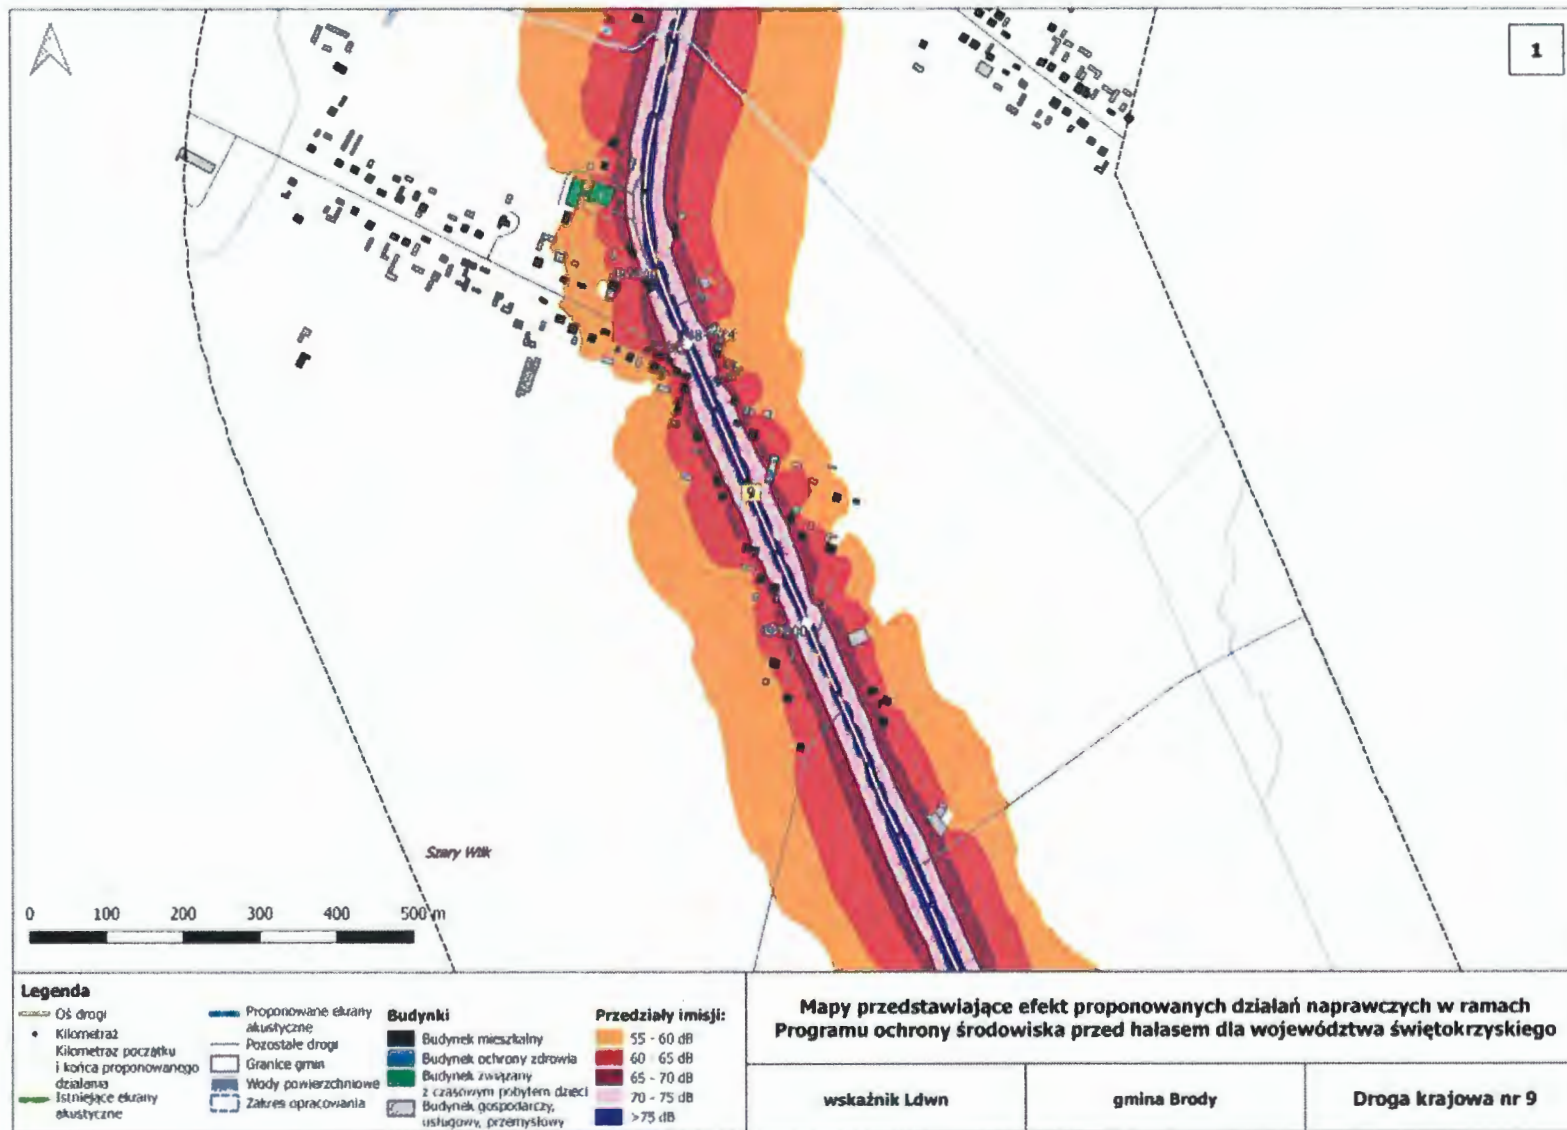 1
9
Szary Wilk
0 100 200 300 400 500 m
Legenda
Oś drogi
Kilometraż
Kilometraż początku
i końca proponowanego
działania
Istniejące ekrany
akustyczne
Proponowane ekrany
akustyczne
Pozostałe drogi
Granice gmin
Wody powierzchniowe
Zakres opracowania
Budynki
Budynek mieszkalny
Budynek ochrony zdrowia
Budynek związany
z czasowym pobytem dzieci
Budynek gospodarczy,
usługowy, przemysłowy
Przedziały imisji:
55 - 60 dB
60 - 65 dB
65 - 70 dB
70 - 75 dB
>75 dB
Mapy przedstawiające efekt proponowanych działań naprawczych w ramach
Programu ochrony środowiska przed hałasem dla województwa świętokrzyskiego
wskaźnik Ldwn
gmina Brody
Droga krajowa nr 9